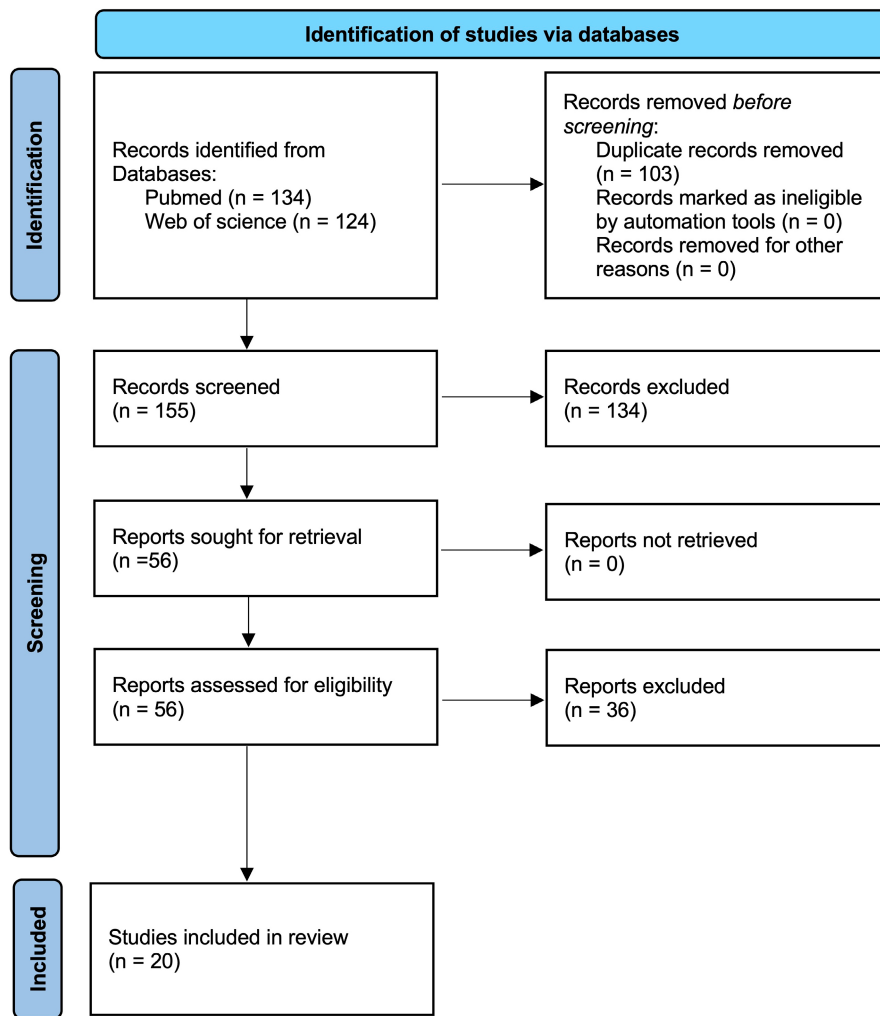 Identification of studies via databases
Identification
Records identified from
Databases:
Pubmed (n = 134)
Web of science (n = 124)
Records removed before
screening:
Duplicate records removed
(n = 103)
Records marked as ineligible
by automation tools (n = 0)
Records removed for other
reasons (n = 0)
Screening
Records screened
(n = 155)
Records excluded
(n = 134)
Reports sought for retrieval
(n =56)
Reports not retrieved
(n = 0)
Reports assessed for eligibility
(n = 56)
Reports excluded
(n = 36)
Included
Studies included in review
(n = 20)